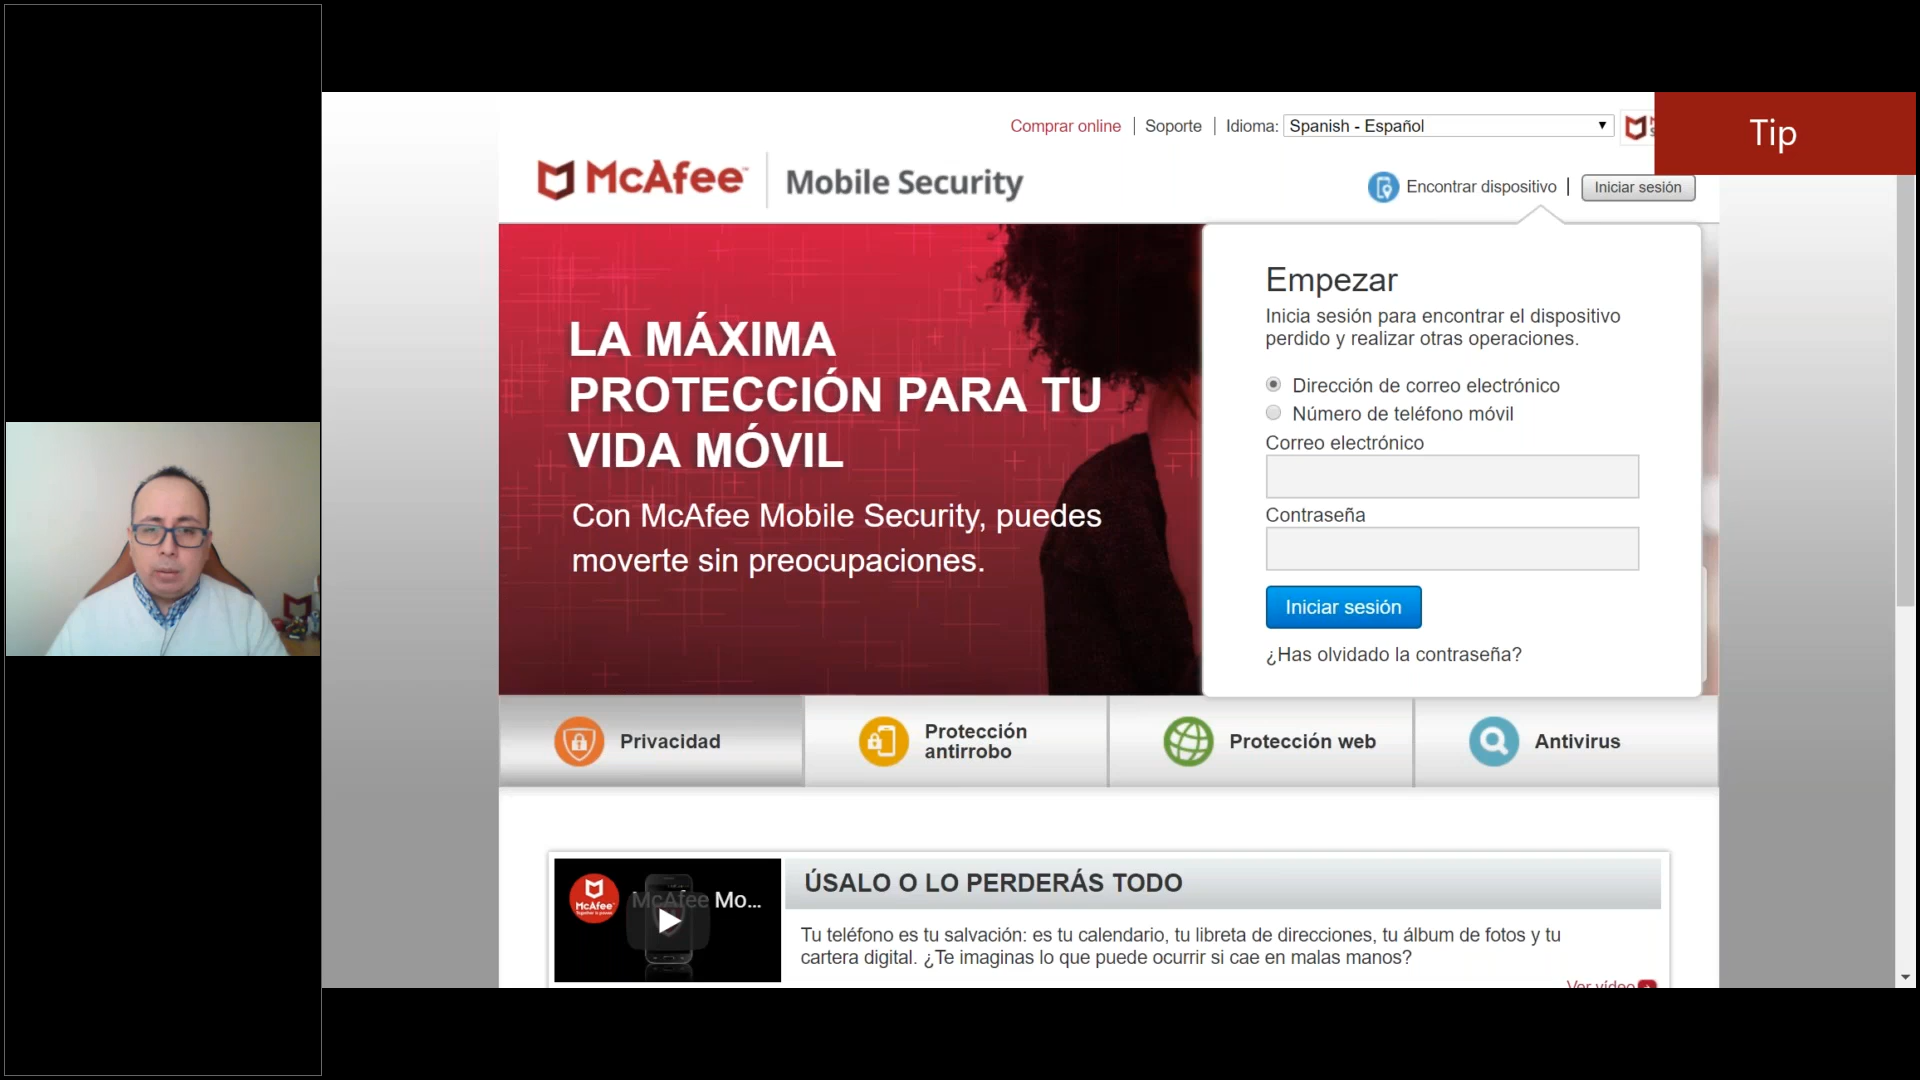 Comprar online | Soporte | Idioma: Spanish - Español
Tip
McAfee™ | Mobile Security
Encontrar dispositivo | Iniciar sesión
LA MÁXIMA
PROTECCIÓN PARA TU
VIDA MÓVIL
Con McAfee Mobile Security, puedes
moverte sin preocupaciones.
Empezar
Inicia sesión para encontrar el dispositivo
perdido y realizar otras operaciones.
Dirección de correo electrónico
Número de teléfono móvil
Correo electrónico
Contraseña
Iniciar sesión
¿Has olvidado la contraseña?
Privacidad
Protección
antirrobo
Protección web
Antivirus
McAfee
McAfee Mo...
ÚSALO O LO PERDERÁS TODO
Tu teléfono es tu salvación: es tu calendario, tu libreta de direcciones, tu álbum de fotos y tu
cartera digital. ¿Te imaginas lo que puede ocurrir si cae en malas manos?
Ver vídeo